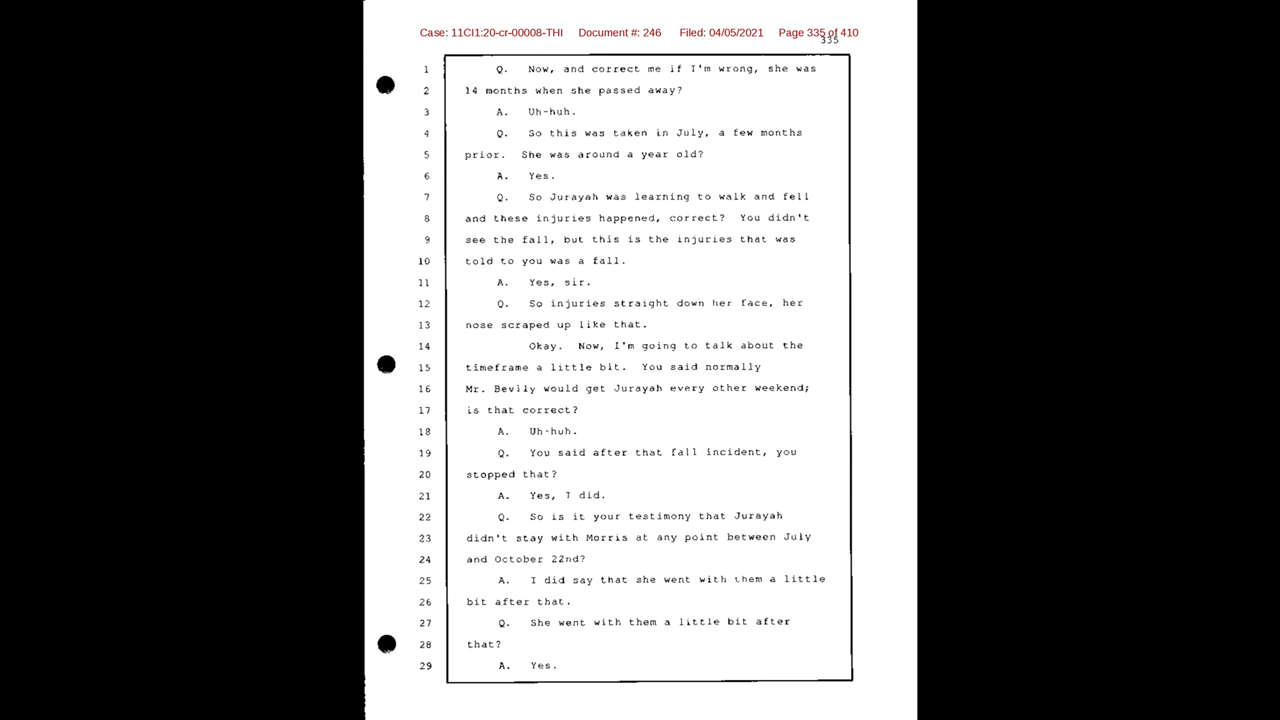 Case: 11CI1:20-cr-00008-THI Document #: 246 Filed: 04/05/2021 Page 335 of 410
335
1 Q. Now, and correct me if I'm wrong, she was
2 14 months when she passed away?
3 A. Uh-huh.
4 Q. So this was taken in July, a few months
5 prior. She was around a year old?
6 A. Yes.
7 Q. So Jurayah was learning to walk and fell
8 and these injuries happened, correct? You didn't
9 see the fall, but this is the injuries that was
10 told to you was a fall.
11 A. Yes, sir.
12 Q. So injuries straight down her face, her
13 nose scraped up like that.
14 Okay. Now, I'm going to talk about the
15 timeframe a little bit. You said normally
16 Mr. Bevily would get Jurayah every other weekend;
17 is that correct?
18 A. Uh-huh.
19 Q. You said after that fall incident, you
20 stopped that?
21 A. Yes, I did.
22 Q. So is it your testimony that Jurayah
23 didn't stay with Morris at any point between July
24 and October 22nd?
25 A. I did say that she went with them a little
26 bit after that.
27 Q. She went with them a little bit after
28 that?
29 A. Yes.